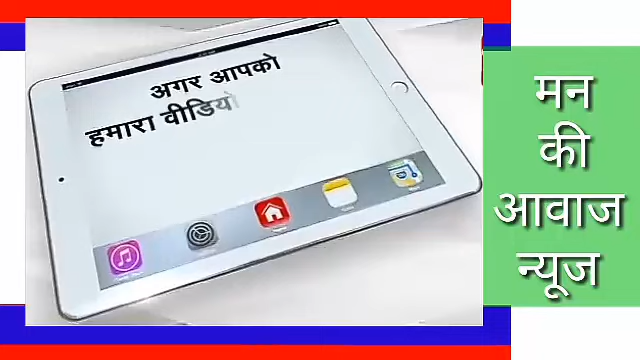 अगर आपको
हमारा वीडियो
मन
की
आवाज
न्यूज